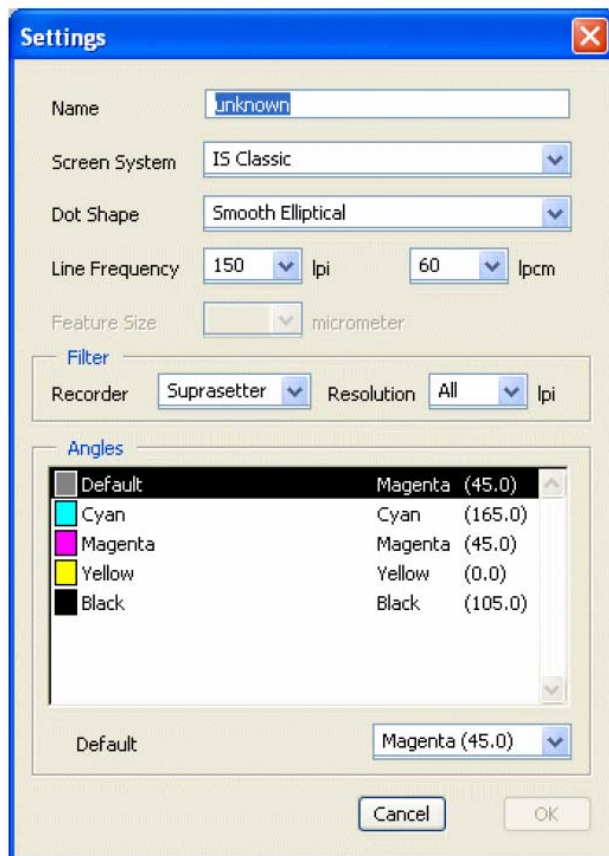 Settings
Name unknown
Screen System IS Classic
Dot Shape Smooth Elliptical
Line Frequency 150 lpi 60 lpcm
Feature Size micrometer
Filter
Recorder Suprasetter Resolution All lpi
Angles
Default Magenta (45.0)
Cyan Cyan (165.0)
Magenta Magenta (45.0)
Yellow Yellow (0.0)
Black Black (105.0)
Default Magenta (45.0)
Cancel OK